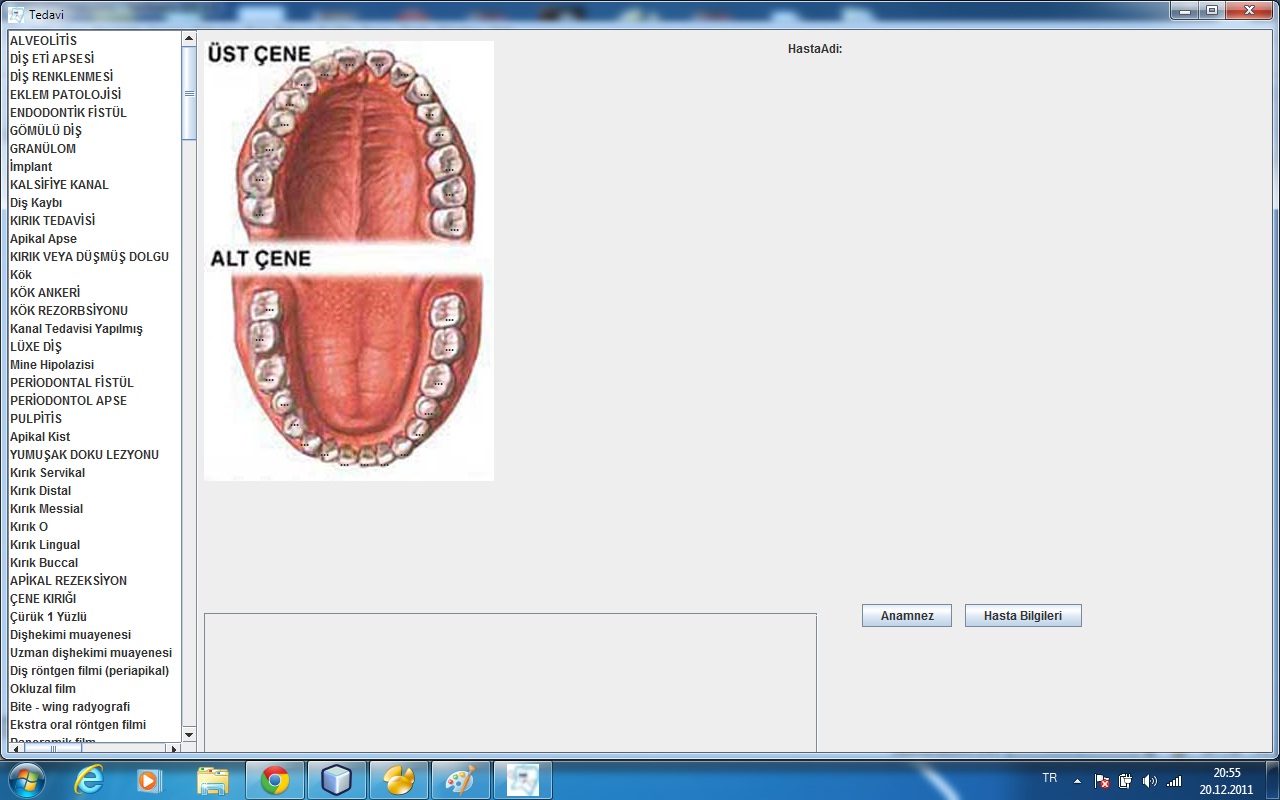 Tedavi
ALVEOLİTİS
DİŞ ETİ APSESİ
DİŞ RENKLENMESİ
EKLEM PATOLOJİSİ
ENDODONTİK FİSTÜL
GÖMÜLÜ DİŞ
GRANÜLOM
İmplant
KALSİFİYE KANAL
Diş Kaybı
KIRIK TEDAVİSİ
Apikal Apse
KIRIK VEYA DÜŞMÜŞ DOLGU
Kök
KÖK ANKERİ
KÖK REZORBSİYONU
Kanal Tedavisi Yapılmış
LÜXE DİŞ
Mine Hipolazisi
PERİODONTAL FİSTÜL
PERİODONTOL APSE
PULPİTİS
Apikal Kist
YUMUŞAK DOKU LEZYONU
Kırık Servikal
Kırık Distal
Kırık Messial
Kırık O
Kırık Lingual
Kırık Buccal
APİKAL REZEKSİYON
ÇENE KIRIĞI
Çürük 1 Yüzlü
Dişhekimi muayenesi
Uzman dişhekimi muayenesi
Diş röntgen filmi (periapikal)
Okluzal film
Bite - wing radyografi
Ekstra oral röntgen filmi
Panoramik film
ÜST ÇENE
ALT ÇENE
HastaAdi:
Anamnez
Hasta Bilgileri
TR
20:55
20.12.2011